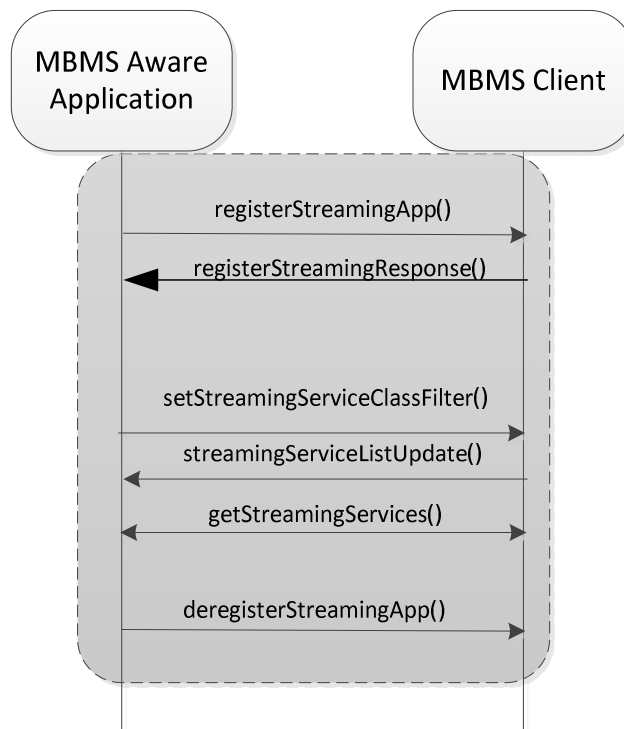 MBMS Aware
Application
MBMS Client
registerStreamingApp()
registerStreamingResponse()
setStreamingServiceClassFilter()
streamingServiceListUpdate()
getStreamingServices()
deregisterStreamingApp()